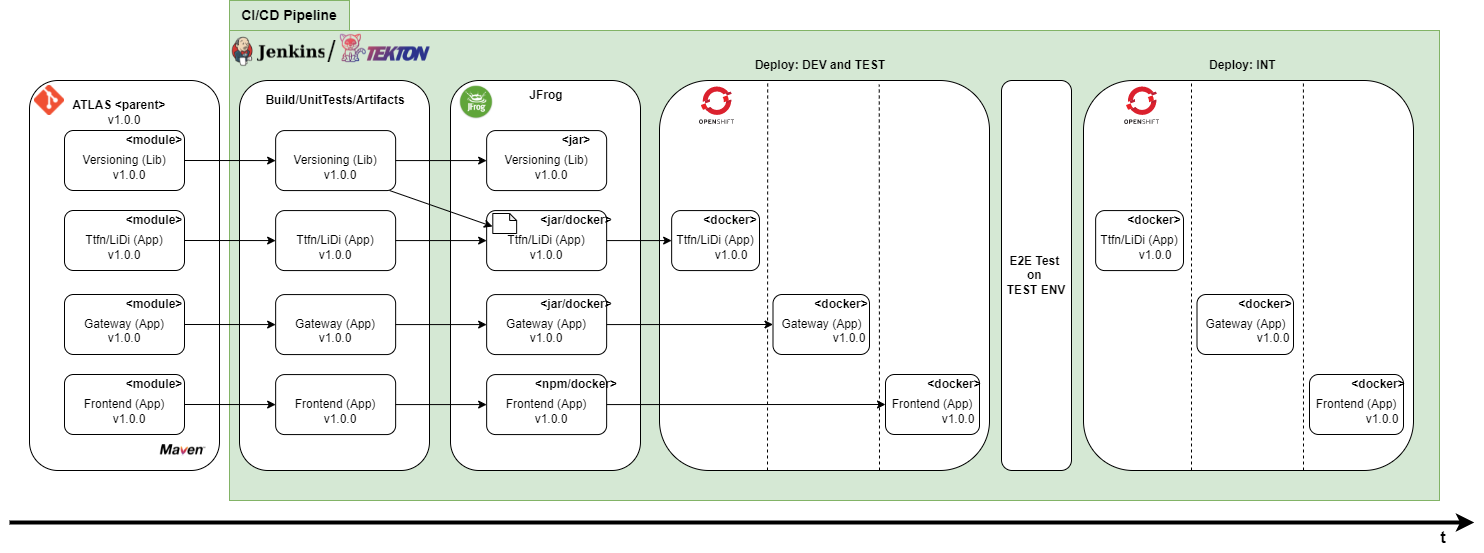 CI/CD Pipeline
Jenkins/ TEKTON
ATLAS <parent>
v1.0.0
<module>
Versioning (Lib)
v1.0.0
<module>
Ttfn/LiDi (App)
v1.0.0
<module>
Gateway (App)
v1.0.0
<module>
Frontend (App)
v1.0.0
Maven
Build/UnitTests/Artifacts
Versioning (Lib)
v1.0.0
Ttfn/LiDi (App)
v1.0.0
Gateway (App)
v1.0.0
Frontend (App)
v1.0.0
JFrog
JFrog
<jar>
Versioning (Lib)
v1.0.0
<jar/docker>
Ttfn/LiDi (App)
v1.0.0
<jar/docker>
Gateway (App)
v1.0.0
<npm/docker>
Frontend (App)
v1.0.0
Deploy: DEV and TEST
OPENSHIFT
<docker>
Ttfn/LiDi (App)
v1.0.0
<docker>
Gateway (App)
v1.0.0
<docker>
Frontend (App)
v1.0.0
E2E Test
on
TEST ENV
Deploy: INT
OPENSHIFT
<docker>
Ttfn/LiDi (App)
v1.0.0
<docker>
Gateway (App)
v1.0.0
<docker>
Frontend (App)
v1.0.0
t